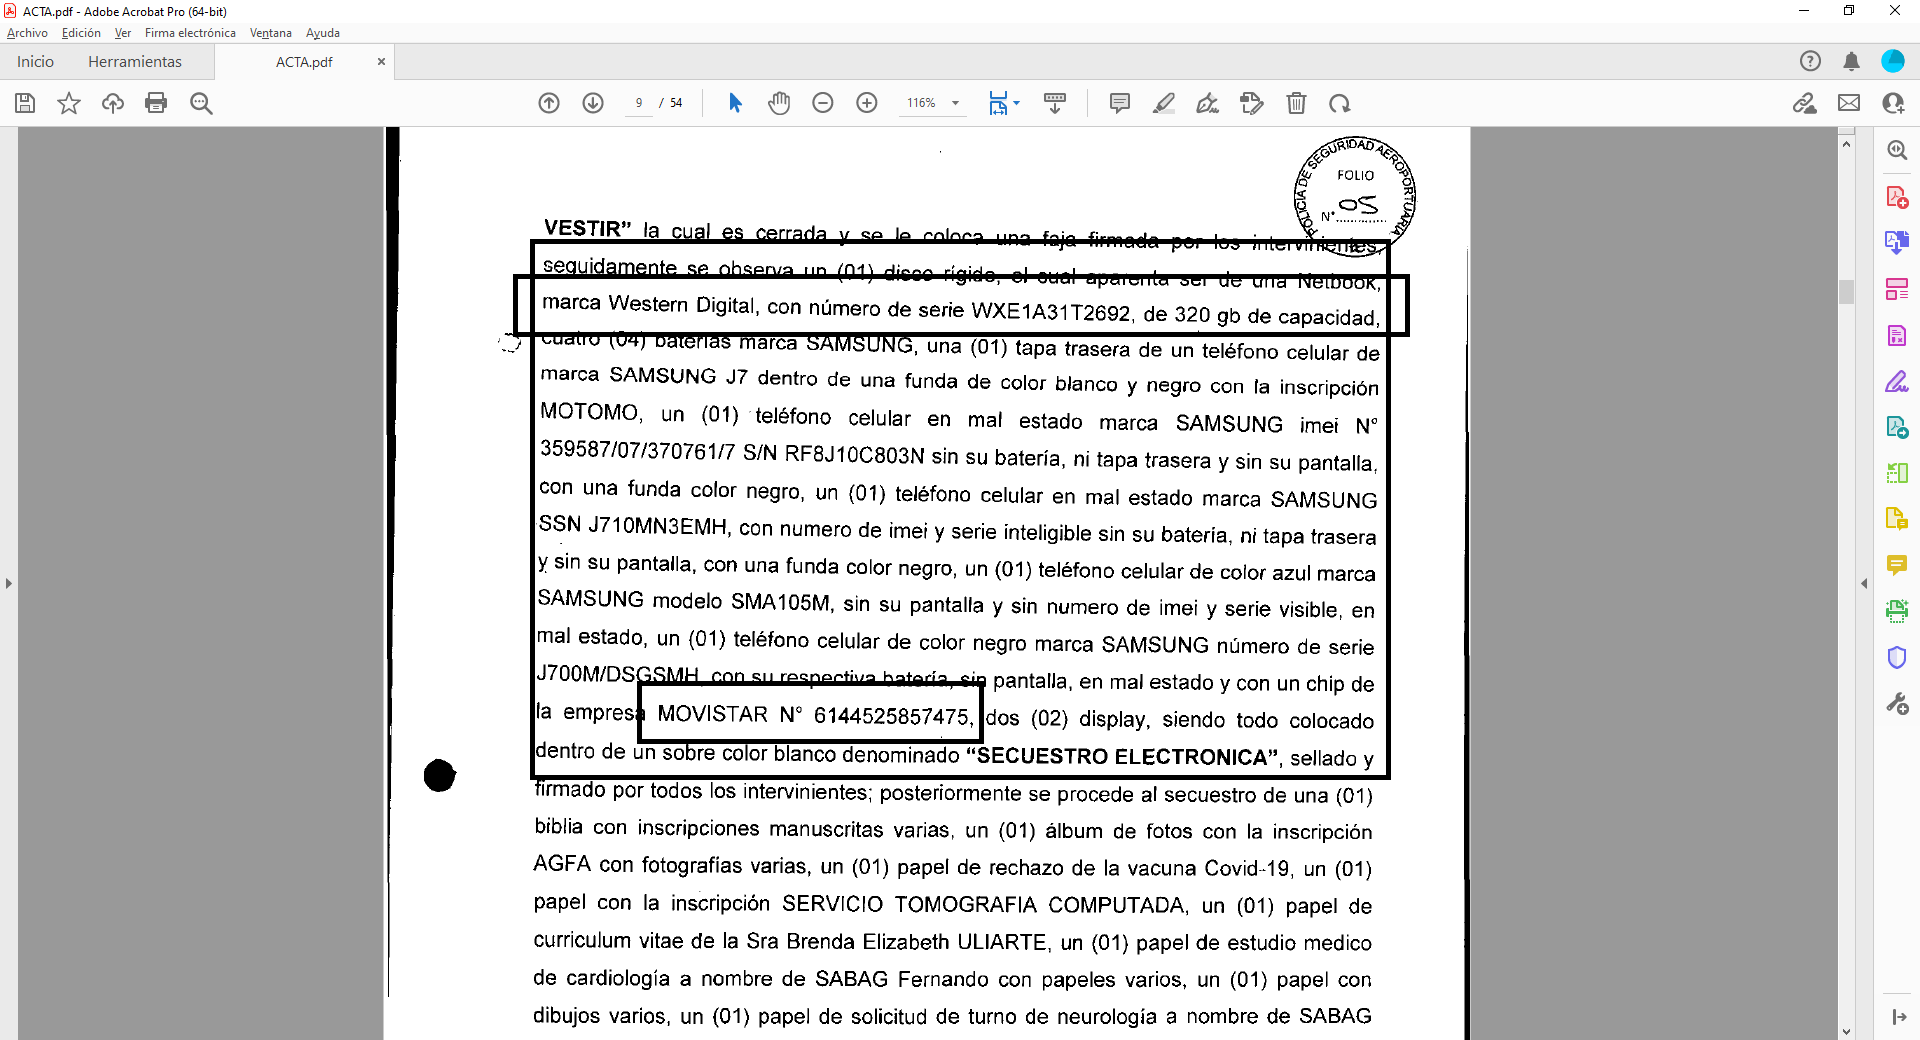 ACTA.pdf - Adobe Acrobat Pro (64-bit)
Archivo Edición Ver Firma electrónica Ventana Ayuda
Inicio Herramientas ACTA.pdf
9 / 54 116%
POLICIA DE SEGURIDAD AEROPORTUARIA
FOLIO
N° 05
VESTIR” la cual es cerrada y se le coloca una faja firmada por los intervinientes,
seguidamente se observa un (01) disco rígido, el cual aparenta ser de una Netbook,
marca Western Digital, con número de serie WXE1A31T2692, de 320 gb de capacidad,
cuatro (04) baterías marca SAMSUNG, una (01) tapa trasera de un teléfono celular de
marca SAMSUNG J7 dentro de una funda de color blanco y negro con la inscripción
MOTOMO, un (01) teléfono celular en mal estado marca SAMSUNG imei N°
359587/07/370761/7 S/N RF8J10C803N sin su batería, ni tapa trasera y sin su pantalla,
con una funda color negro, un (01) teléfono celular en mal estado marca SAMSUNG
SSN J710MN3EMH, con numero de imei y serie inteligible sin su batería, ni tapa trasera
y sin su pantalla, con una funda color negro, un (01) teléfono celular de color azul marca
SAMSUNG modelo SMA105M, sin su pantalla y sin numero de imei y serie visible, en
mal estado, un (01) teléfono celular de color negro marca SAMSUNG número de serie
J700M/DSGSMH, con su respectiva batería, sin pantalla, en mal estado y con un chip de
la empresa MOVISTAR N° 6144525857475, dos (02) display, siendo todo colocado
dentro de un sobre color blanco denominado “SECUESTRO ELECTRONICA”, sellado y
firmado por todos los intervinientes; posteriormente se procede al secuestro de una (01)
biblia con inscripciones manuscritas varias, un (01) álbum de fotos con la inscripción
AGFA con fotografías varias, un (01) papel de rechazo de la vacuna Covid-19, un (01)
papel con la inscripción SERVICIO TOMOGRAFIA COMPUTADA, un (01) papel de
curriculum vitae de la Sra Brenda Elizabeth ULIARTE, un (01) papel de estudio medico
de cardiología a nombre de SABAG Fernando con papeles varios, un (01) papel con
dibujos varios, un (01) papel de solicitud de turno de neurología a nombre de SABAG